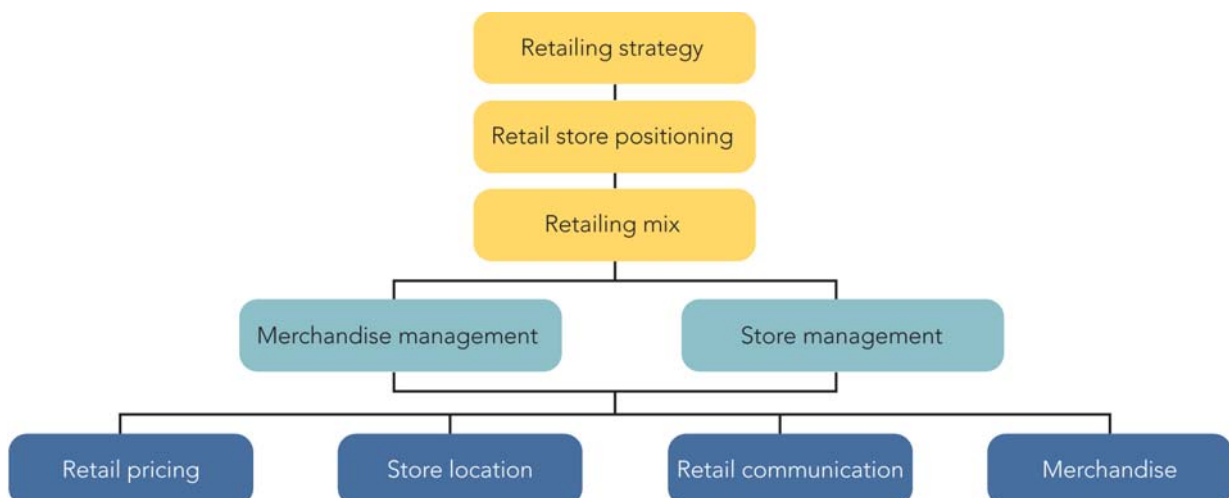 Retailing strategy
Retail store positioning
Retailing mix
Merchandise management
Store management
Retail pricing
Store location
Retail communication
Merchandise